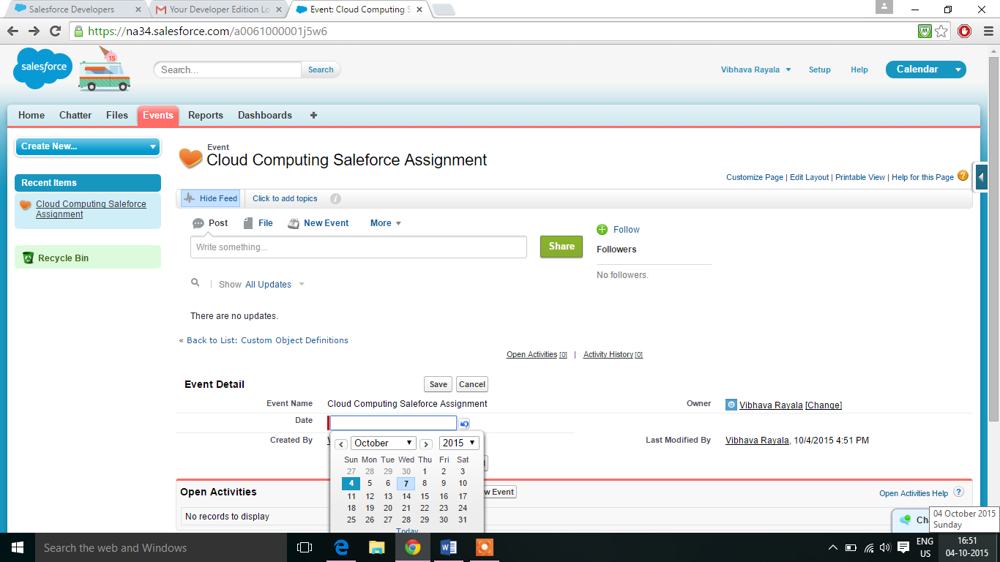 Salesforce Developers
Your Developer Edition Lo
Event: Cloud Computing S
https://na34.salesforce.com/a0061000001j5w6
salesforce
15
Search...
Search
Vibhava Rayala
Setup
Help
Calendar
Home
Chatter
Files
Events
Reports
Dashboards
+
Create New...
Recent Items
Cloud Computing Saleforce
Assignment
Recycle Bin
Event
Cloud Computing Saleforce Assignment
Customize Page | Edit Layout | Printable View | Help for this Page ?
Hide Feed
Click to add topics i
Post
File
New Event
More
Write something...
Share
Follow
Followers
No followers.
Show All Updates
There are no updates.
« Back to List: Custom Object Definitions
Open Activities [0] | Activity History [0]
Event Detail
Save
Cancel
Event Name Cloud Computing Saleforce Assignment
Owner Vibhava Rayala [Change]
Date
Created By
Last Modified By Vibhava Rayala, 10/4/2015 4:51 PM
October 2015
Sun Mon Tue Wed Thu Fri Sat
27 28 29 30 1 2 3
4 5 6 7 8 9 10
11 12 13 14 15 16 17
18 19 20 21 22 23 24
25 26 27 28 29 30 31
Today
Open Activities
w Event
Open Activities Help ?
No records to display
Cha
04 October 2015
Sunday
Search the web and Windows
ENG
US
16:51
04-10-2015